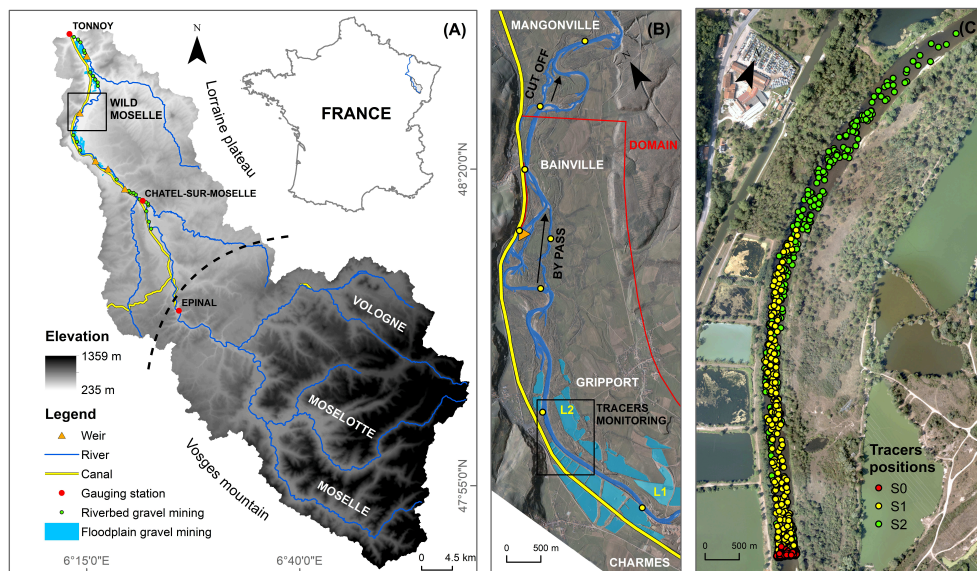 TONNOY
N
(A)
WILD
MOSELLE
Lorraine plateau
FRANCE
48°20'0"N
CHATEL-SUR-MOSELLE
EPINAL
VOLOGNE
MOSELOTTE
MOSELLE
Vosges mountain
47°55'0"N
Elevation
1359 m
235 m
Legend
Weir
River
Canal
Gauging station
Riverbed gravel mining
Floodplain gravel mining
6°15'0"E
6°40'0"E
0 4.5 km
MANGONVILLE
(B)
N
CUT OFF
DOMAIN
BAINVILLE
BY PASS
GRIPPORT
L2
TRACERS
MONITORING
L1
0 500 m
CHARMES
(C)
Tracers
positions
S0
S1
S2
0 500 m